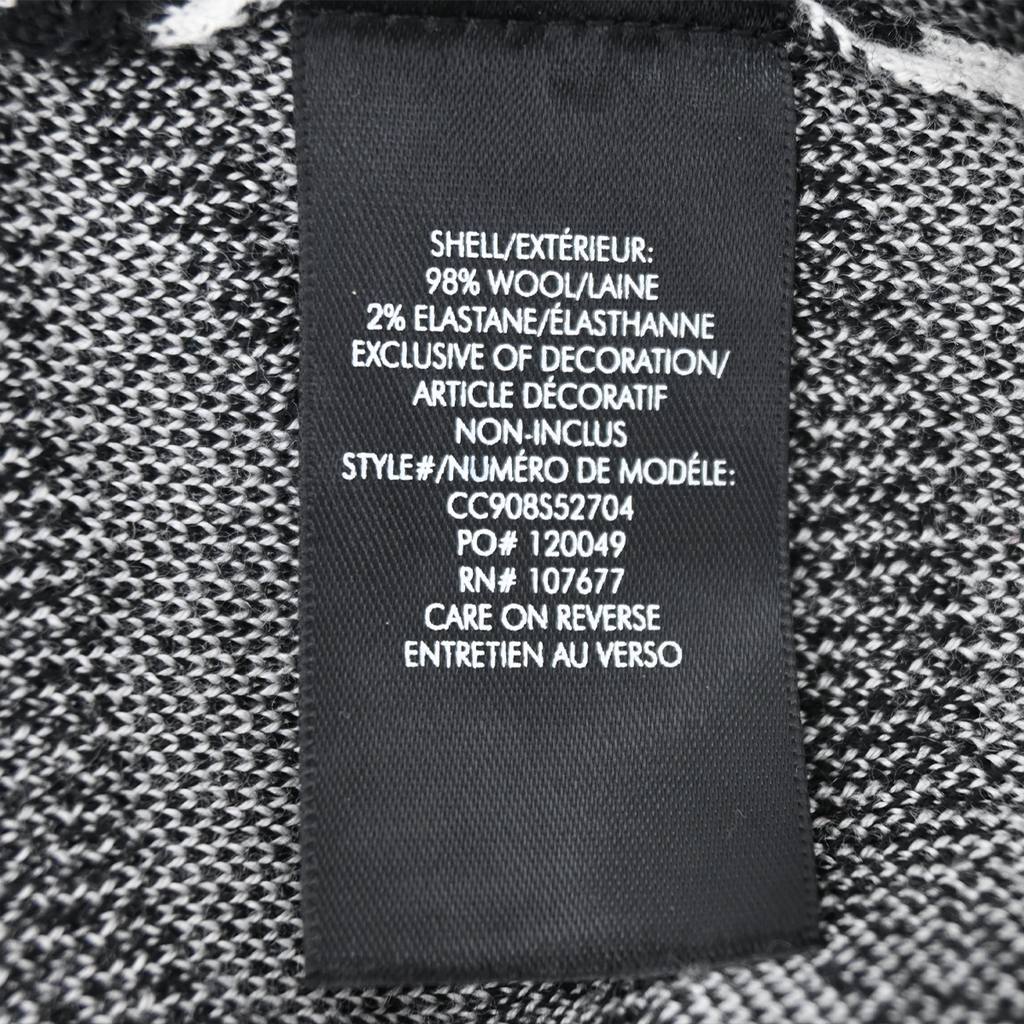 SHELL/EXTÉRIEUR:
98% WOOL/LAINE
2% ELASTANE/ÉLASTHANNE
EXCLUSIVE OF DECORATION/
ARTICLE DÉCORATIF
NON-INCLUS
STYLE#/NUMÉRO DE MODÉLE:
CC908S52704
PO# 120049
RN# 107677
CARE ON REVERSE
ENTRETIEN AU VERSO